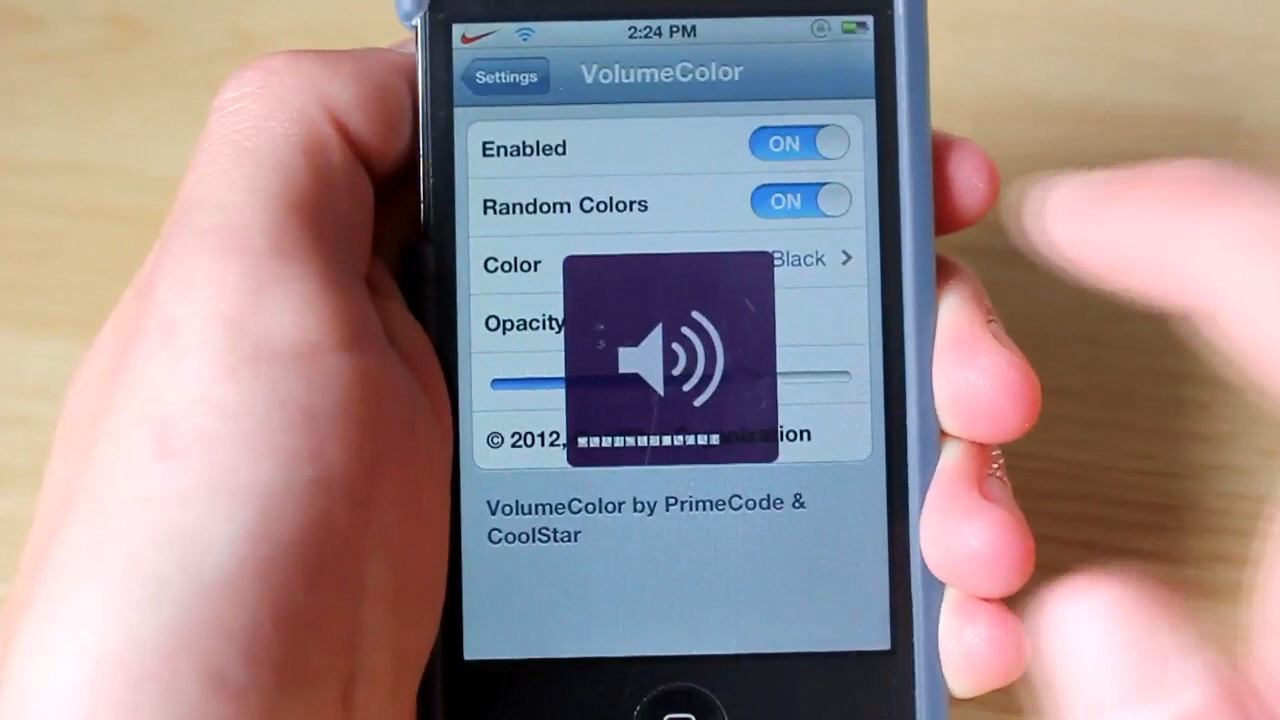 2:24 PM
Settings
VolumeColor
Enabled
ON
Random Colors
ON
Color
Black
Opacity
© 2012,
VolumeColor by PrimeCode &
CoolStar